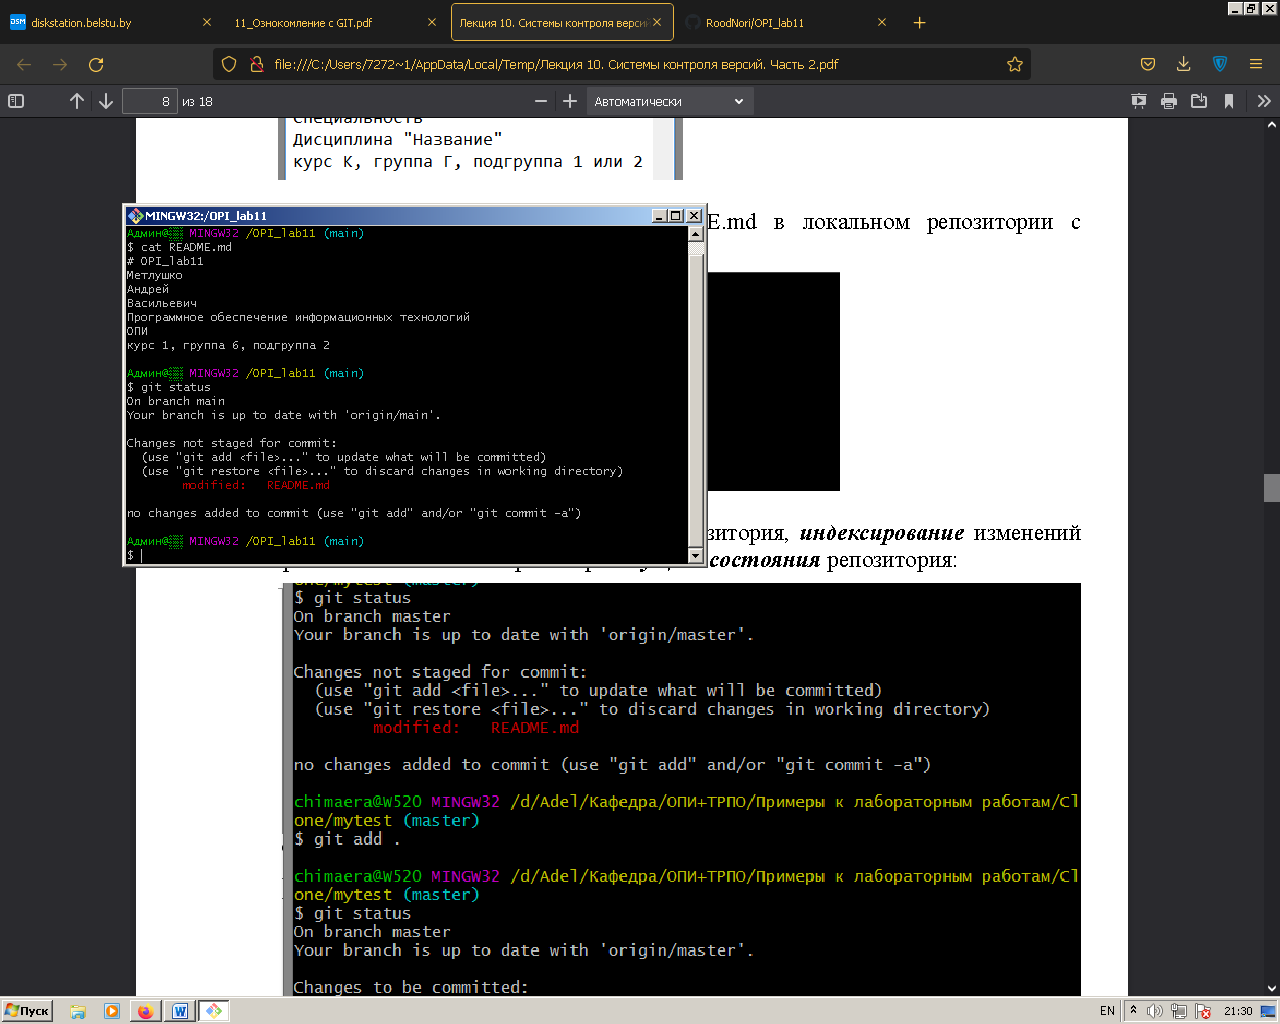 diskstation.belstu.by
11_Ознокомление с GIT.pdf
Лекция 10. Системы контроля верси
RoodNori/OPI_lab11
file:///C:/Users/7272~1/AppData/Local/Temp/Лекция 10. Системы контроля версий. Часть 2.pdf
8 из 18
Автоматически
Специальность
Дисциплина "Название"
курс К, группа Г, подгруппа 1 или 2
E.md в локальном репозитории с
MINGW32:/OPI_lab11
Админ@ MINGW32 /OPI_lab11 (main)
$ cat README.md
# OPI_lab11
Метлушко
Андрей
Васильевич
Программное обеспечение информационных технологий
ОПИ
курс 1, группа 6, подгруппа 2
Админ@ MINGW32 /OPI_lab11 (main)
$ git status
On branch main
Your branch is up to date with 'origin/main'.
Changes not staged for commit:
(use "git add <file>..." to update what will be committed)
(use "git restore <file>..." to discard changes in working directory)
modified: README.md
no changes added to commit (use "git add" and/or "git commit -a")
Админ@ MINGW32 /OPI_lab11 (main)
$
зитория, индексирование изменений
состояния репозитория:
one/mytest (master)
$ git status
On branch master
Your branch is up to date with 'origin/master'.
Changes not staged for commit:
(use "git add <file>..." to update what will be committed)
(use "git restore <file>..." to discard changes in working directory)
modified: README.md
no changes added to commit (use "git add" and/or "git commit -a")
chimaera@W520 MINGW32 /d/Adel/Кафедра/ОПИ+ТРПО/Примеры к лабораторным работам/Cl
one/mytest (master)
$ git add .
chimaera@W520 MINGW32 /d/Adel/Кафедра/ОПИ+ТРПО/Примеры к лабораторным работам/Cl
one/mytest (master)
$ git status
On branch master
Your branch is up to date with 'origin/master'.
Changes to be committed:
Пуск
EN
21:30